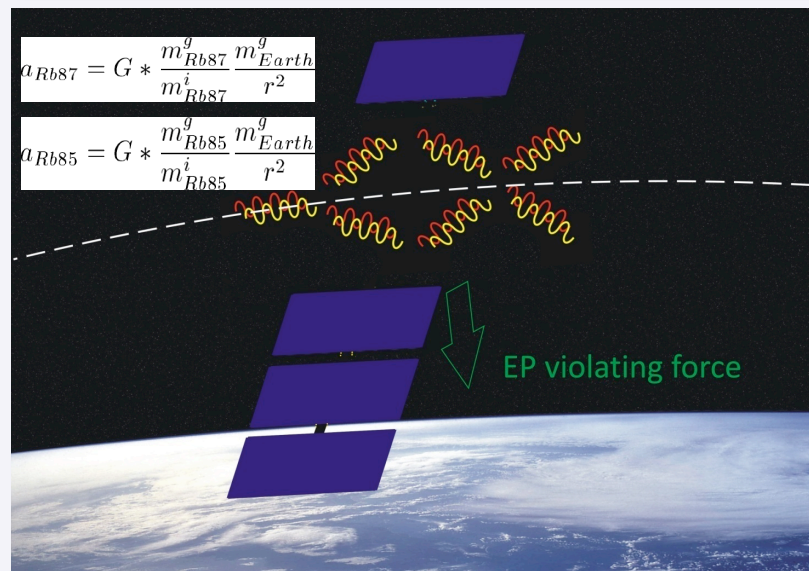 a_{Rb87} = G * \frac{m^g_{Rb87}}{m^i_{Rb87}} \frac{m^g_{Earth}}{r^2}
a_{Rb85} = G * \frac{m^g_{Rb85}}{m^i_{Rb85}} \frac{m^g_{Earth}}{r^2}
EP violating force